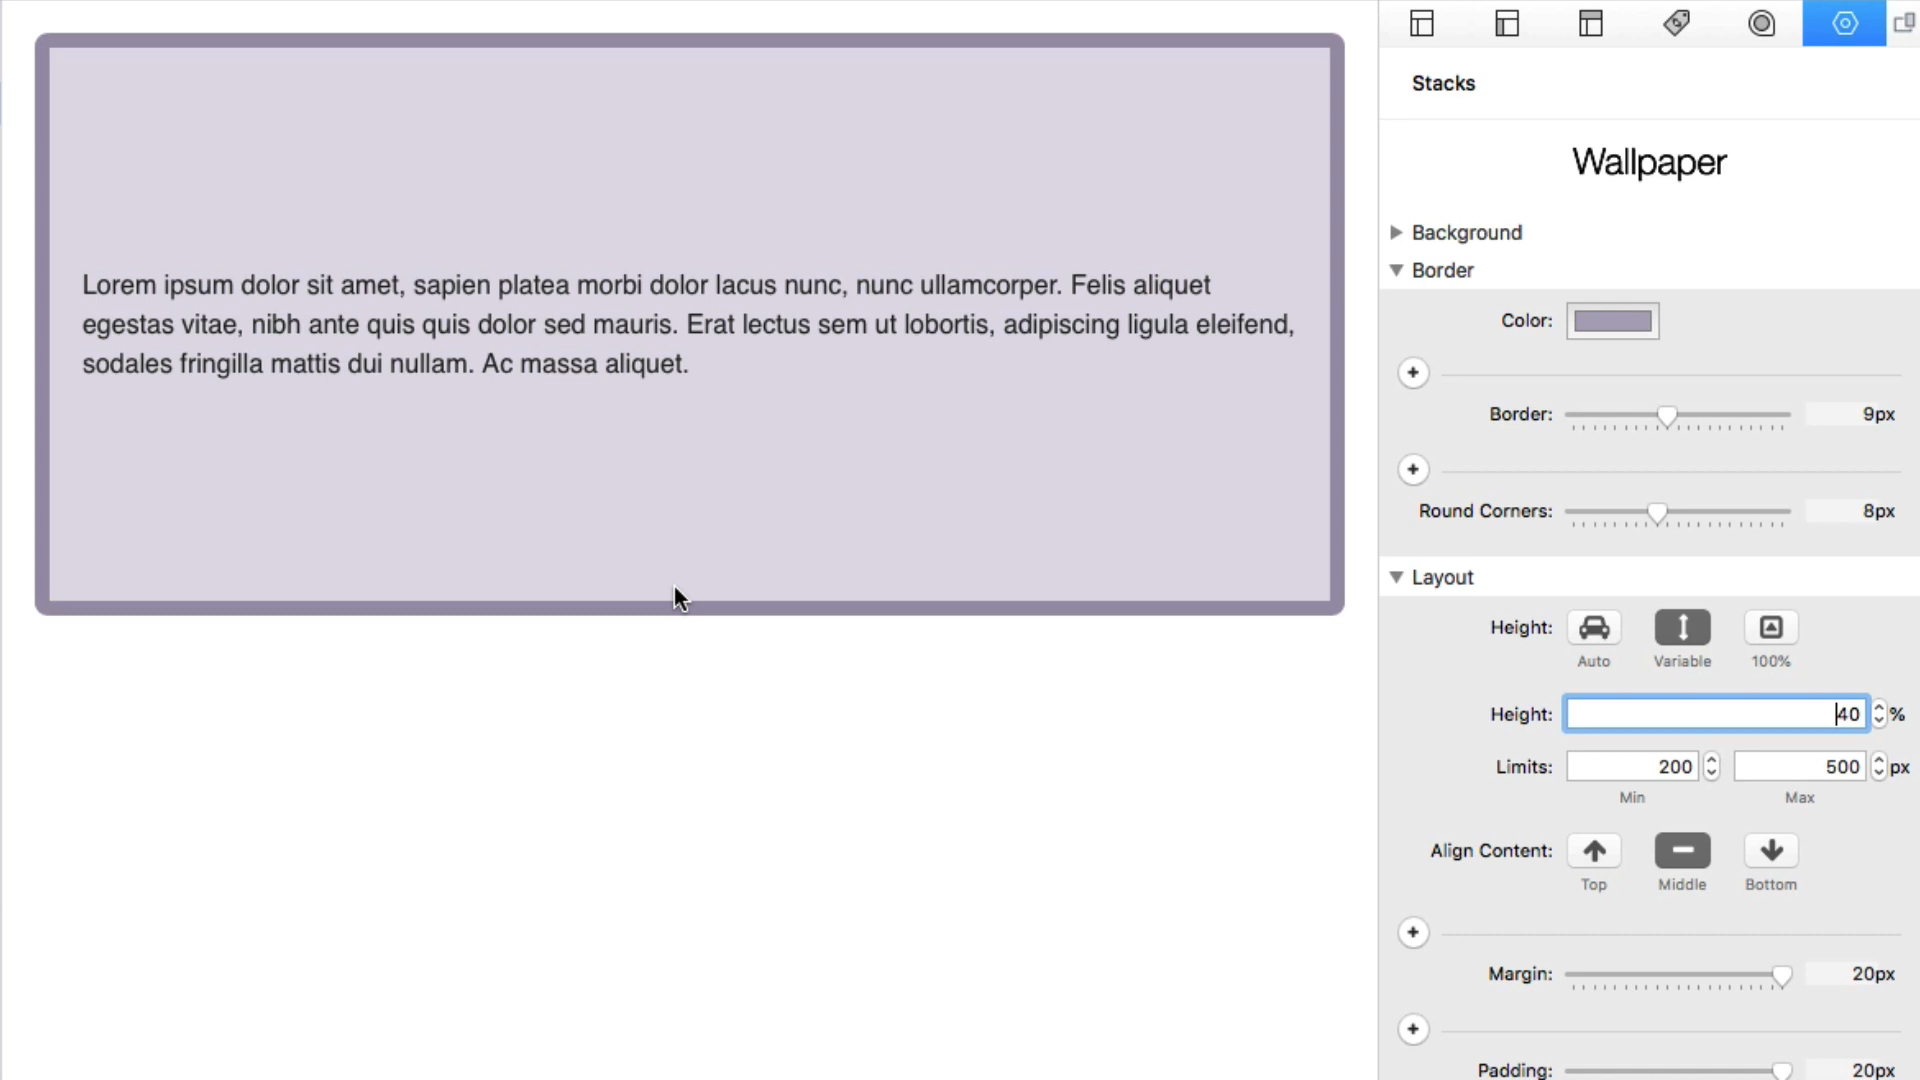 Lorem ipsum dolor sit amet, sapien platea morbi dolor lacus nunc, nunc ullamcorper. Felis aliquet
egestas vitae, nibh ante quis quis dolor sed mauris. Erat lectus sem ut lobortis, adipiscing ligula eleifend,
sodales fringilla mattis dui nullam. Ac massa aliquet.
Stacks
Wallpaper
Background
Border
Color:
Border: 9px
Round Corners: 8px
Layout
Height:
Auto Variable 100%
Height: 40 %
Limits: 200 500 px
Min Max
Align Content:
Top Middle Bottom
Margin: 20px
Padding: 20px